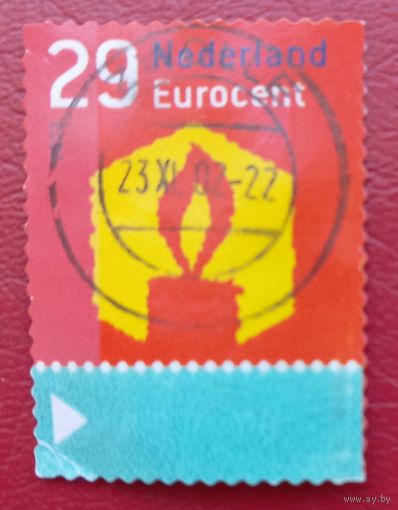 29 Nederland
Eurocent
23 XI 02-22
www.ay.by